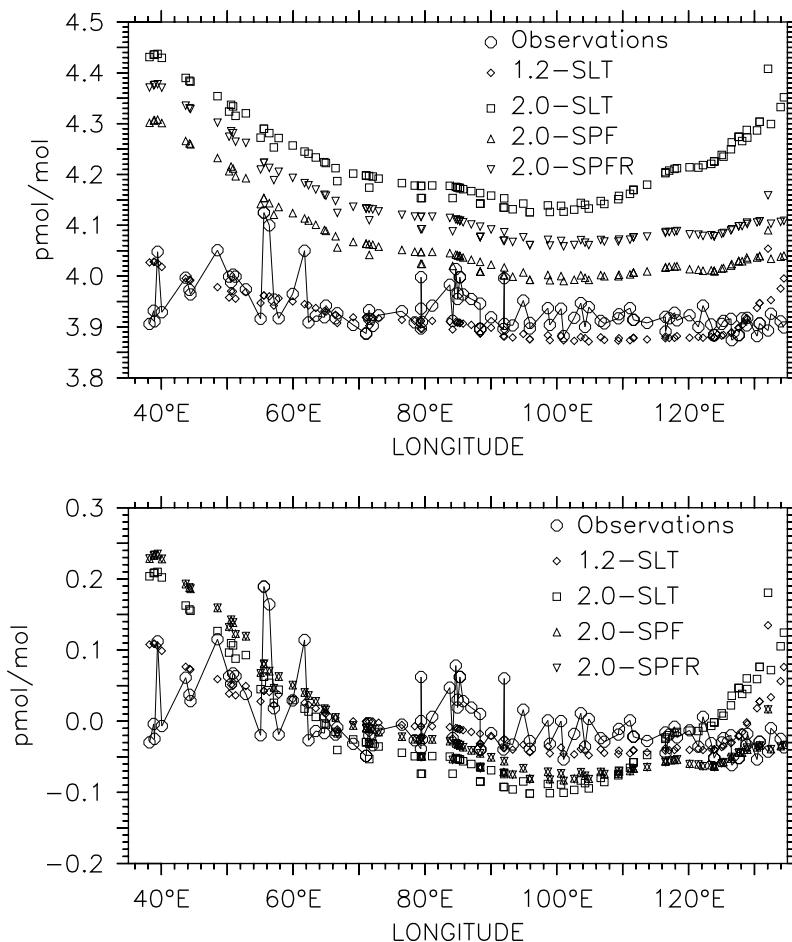 4.5
4.4
4.3
4.2
4.1
4.0
3.9
3.8
pmol/mol
Observations
1.2-SLT
2.0-SLT
2.0-SPF
2.0-SPFR
40°E 60°E 80°E 100°E 120°E
LONGITUDE
0.3
0.2
0.1
0.0
-0.1
-0.2
pmol/mol
Observations
1.2-SLT
2.0-SLT
2.0-SPF
2.0-SPFR
40°E 60°E 80°E 100°E 120°E
LONGITUDE